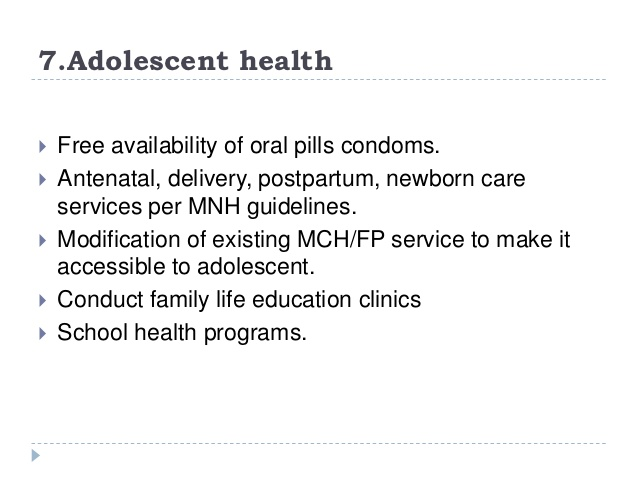 7.Adolescent health
Free availability of oral pills condoms.
Antenatal, delivery, postpartum, newborn care
services per MNH guidelines.
Modification of existing MCH/FP service to make it
accessible to adolescent.
Conduct family life education clinics
School health programs.